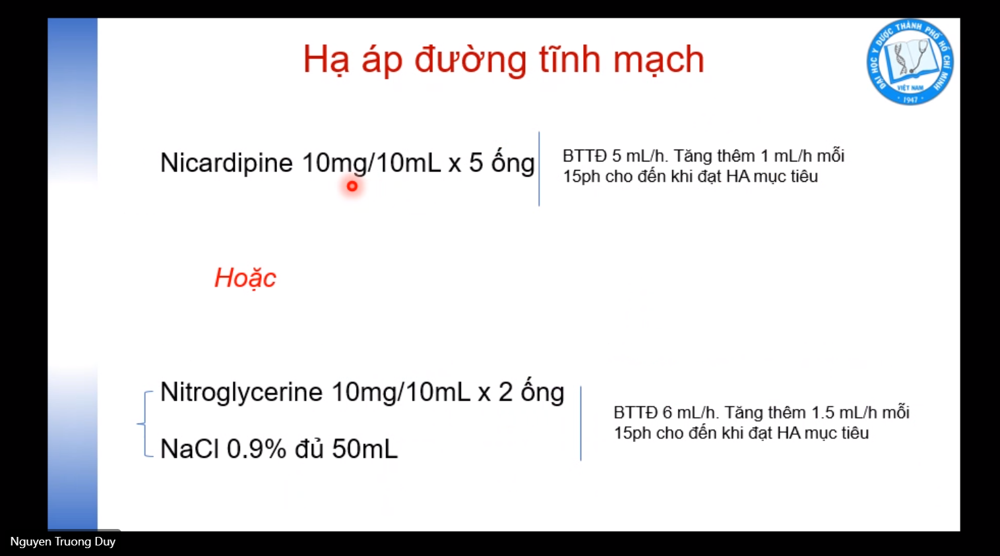 Hạ áp đường tĩnh mạch
ĐẠI HỌC Y DƯỢC THÀNH PHỐ HỒ CHÍ MINH
VIỆT NAM
1947
Nicardipine 10mg/10mL x 5 ống
BTTĐ 5 mL/h. Tăng thêm 1 mL/h mỗi
15ph cho đến khi đạt HA mục tiêu
Hoặc
Nitroglycerine 10mg/10mL x 2 ống
NaCl 0.9% đủ 50mL
BTTĐ 6 mL/h. Tăng thêm 1.5 mL/h mỗi
15ph cho đến khi đạt HA mục tiêu
Nguyen Truong Duy